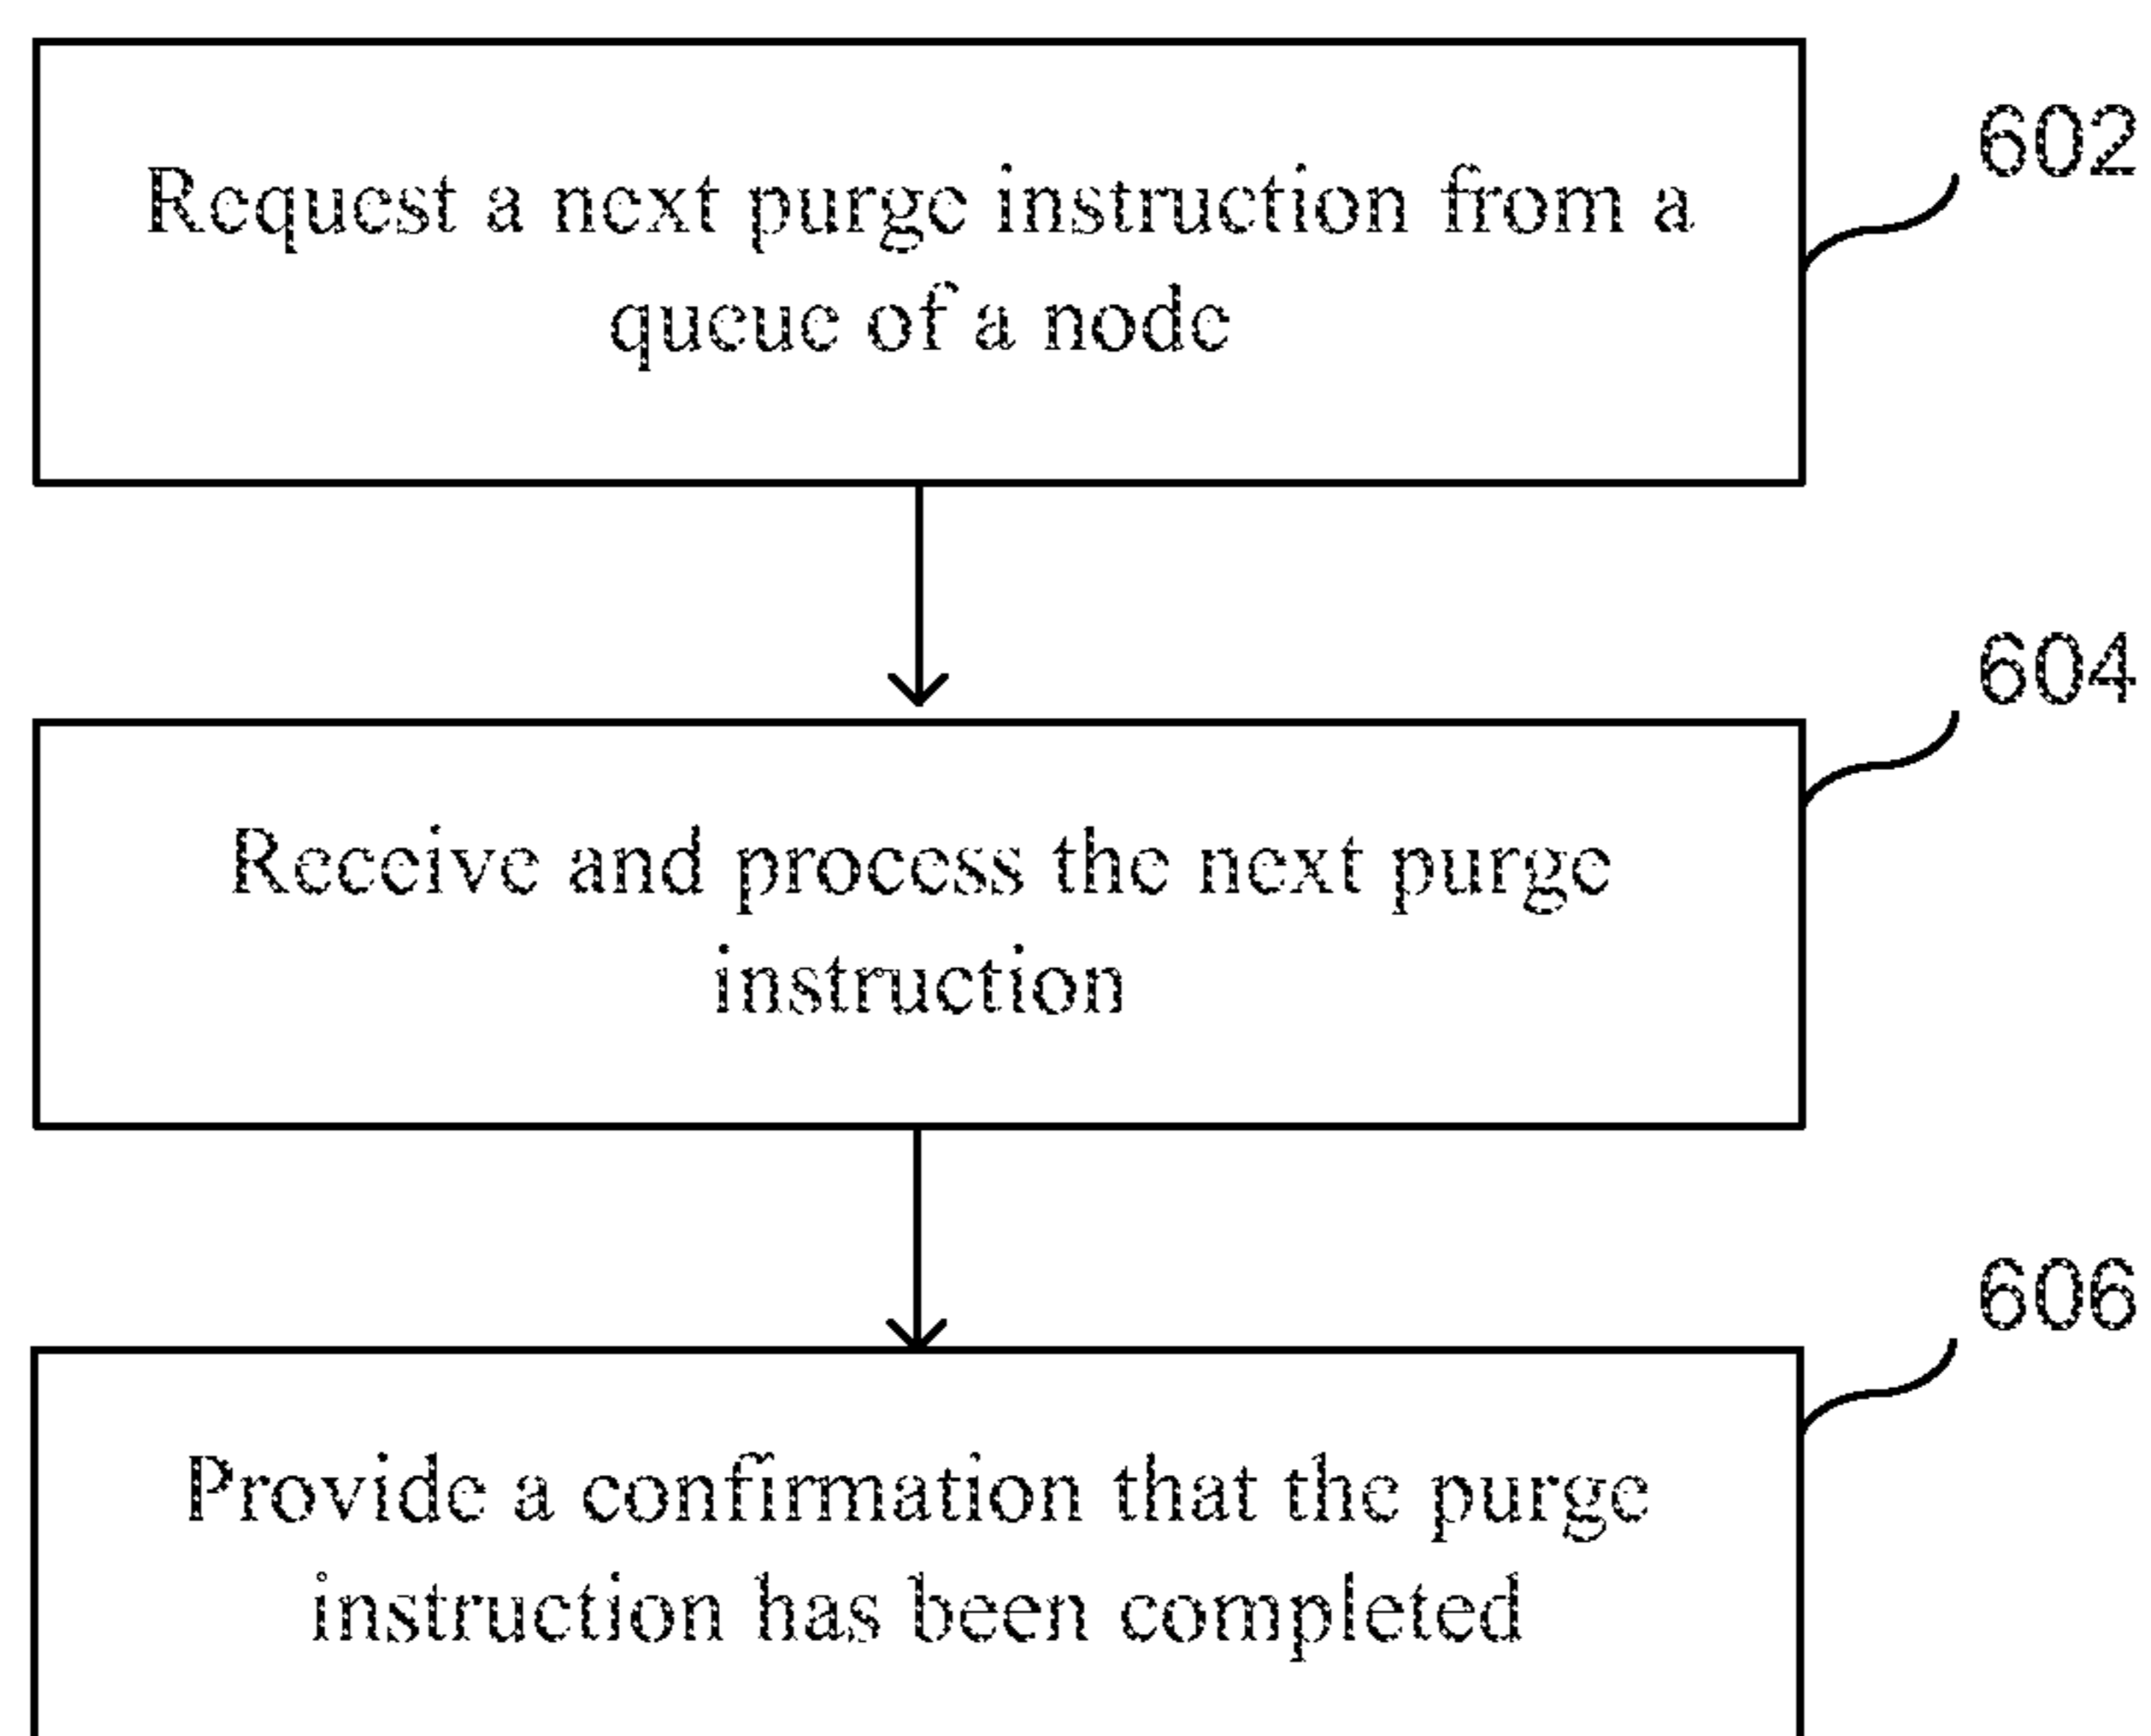 602
Request a next purge instruction from a
queue of a node
604
Receive and process the next purge
instruction
606
Provide a confirmation that the purge
instruction has been completed